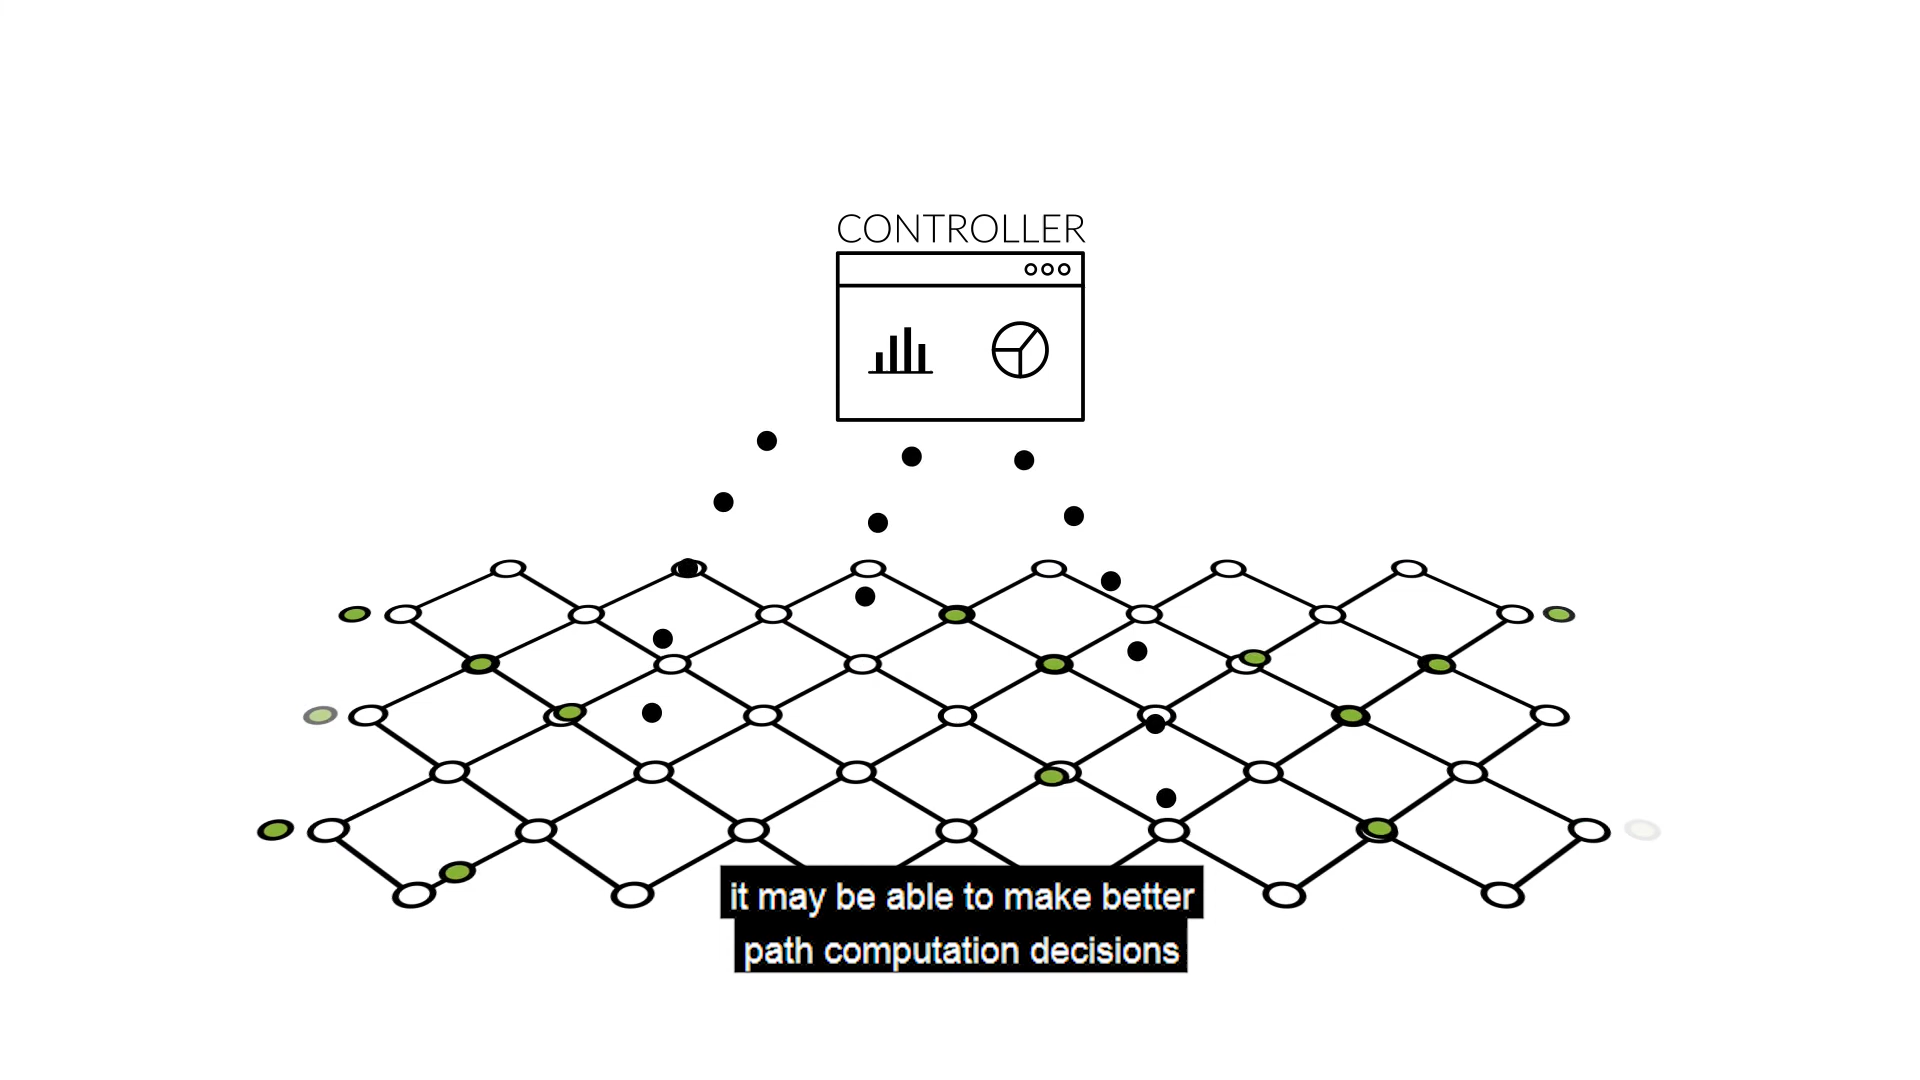 CONTROLLER
it may be able to make better
path computation decisions